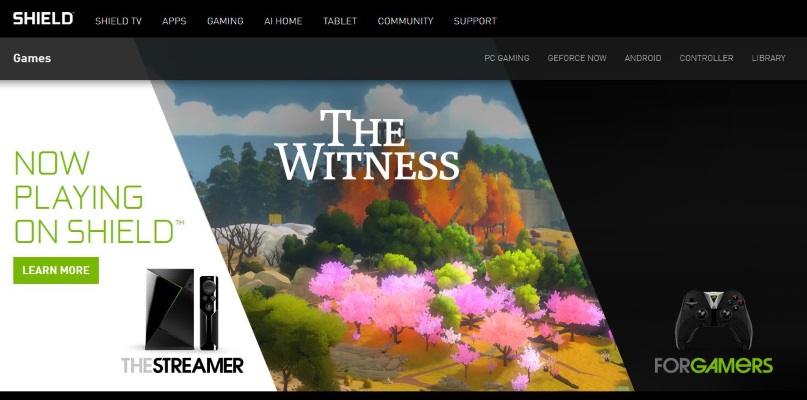 SHIELD
SHIELD TV APPS GAMING AI HOME TABLET COMMUNITY SUPPORT
Games
PC GAMING GEFORCE NOW ANDROID CONTROLLER LIBRARY
THE
WITNESS
NOW
PLAYING
ON SHIELD™
LEARN MORE
THESTREAMER
FORGAMERS